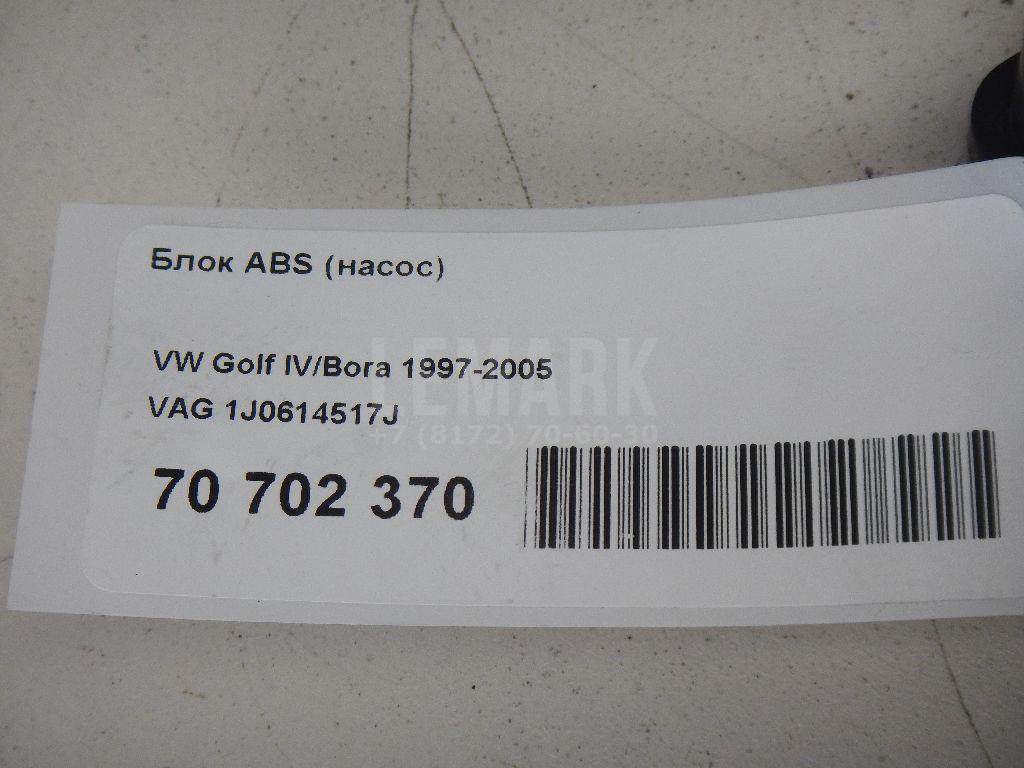 Блок ABS (насос)
VW Golf IV/Bora 1997-2005
LEMARK
VAG 1J0614517J
+7 (8172) 70-60-30
70 702 370